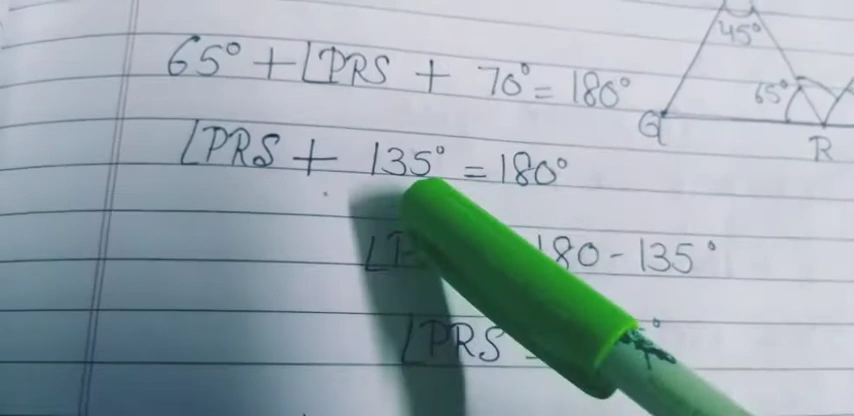 65° + ∠PRS + 70° = 180°
∠PRS + 135° = 180°
180 - 135°
∠PRS
45°
65°
Q
R